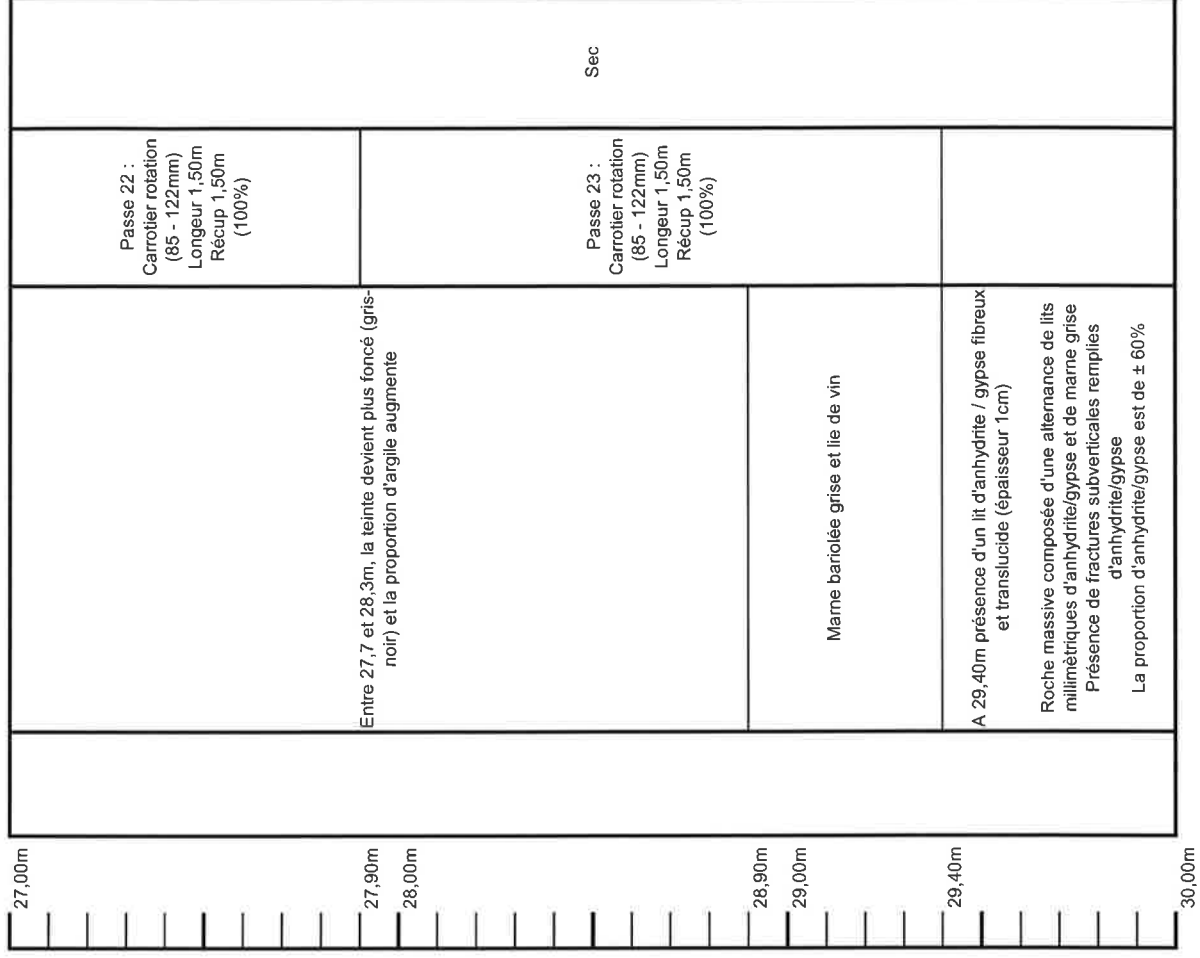 27,00m
27,90m
28,00m
28,90m
29,00m
29,40m
30,00m
Entre 27,7 et 28,3m, la teinte devient plus foncé (gris-
noir) et la proportion d'argile augmente
Marne bariolée grise et lie de vin
A 29,40m présence d'un lit d'anhydrite / gypse fibreux
et translucide (épaisseur 1cm)
Roche massive composée d'une alternance de lits
millimètriques d'anhydrite/gypse et de marne grise
Présence de fractures subverticales remplies
d'anhydrite/gypse
La proportion d'anhydrite/gypse est de ± 60%
Passe 22 :
Carrotier rotation
(85 - 122mm)
Longeur 1,50m
Récup 1,50m
(100%)
Passe 23 :
Carrotier rotation
(85 - 122mm)
Longeur 1,50m
Récup 1,50m
(100%)
Sec